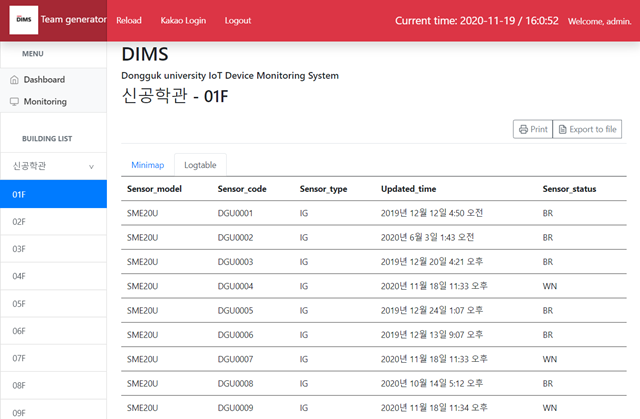 DIMS Team generator Reload Kakao Login Logout Current time: 2020-11-19 / 16:0:52 Welcome, admin.
MENU
Dashboard
Monitoring
BUILDING LIST
신공학관
01F
02F
03F
04F
05F
06F
07F
08F
09F
DIMS
Dongguk university IoT Device Monitoring System
신공학관 - 01F
Print Export to file
Minimap Logtable
Sensor_model Sensor_code Sensor_type Updated_time Sensor_status
SME20U DGU0001 IG 2019년 12월 12일 4:50 오전 BR
SME20U DGU0002 IG 2020년 6월 3일 1:43 오전 BR
SME20U DGU0003 IG 2019년 12월 20일 4:21 오후 BR
SME20U DGU0004 IG 2020년 11월 18일 11:33 오후 WN
SME20U DGU0005 IG 2019년 12월 24일 1:07 오후 BR
SME20U DGU0006 IG 2019년 12월 13일 9:07 오후 BR
SME20U DGU0007 IG 2020년 11월 18일 11:33 오후 WN
SME20U DGU0008 IG 2020년 10월 14일 5:12 오후 BR
SME20U DGU0009 IG 2020년 11월 18일 11:34 오후 WN